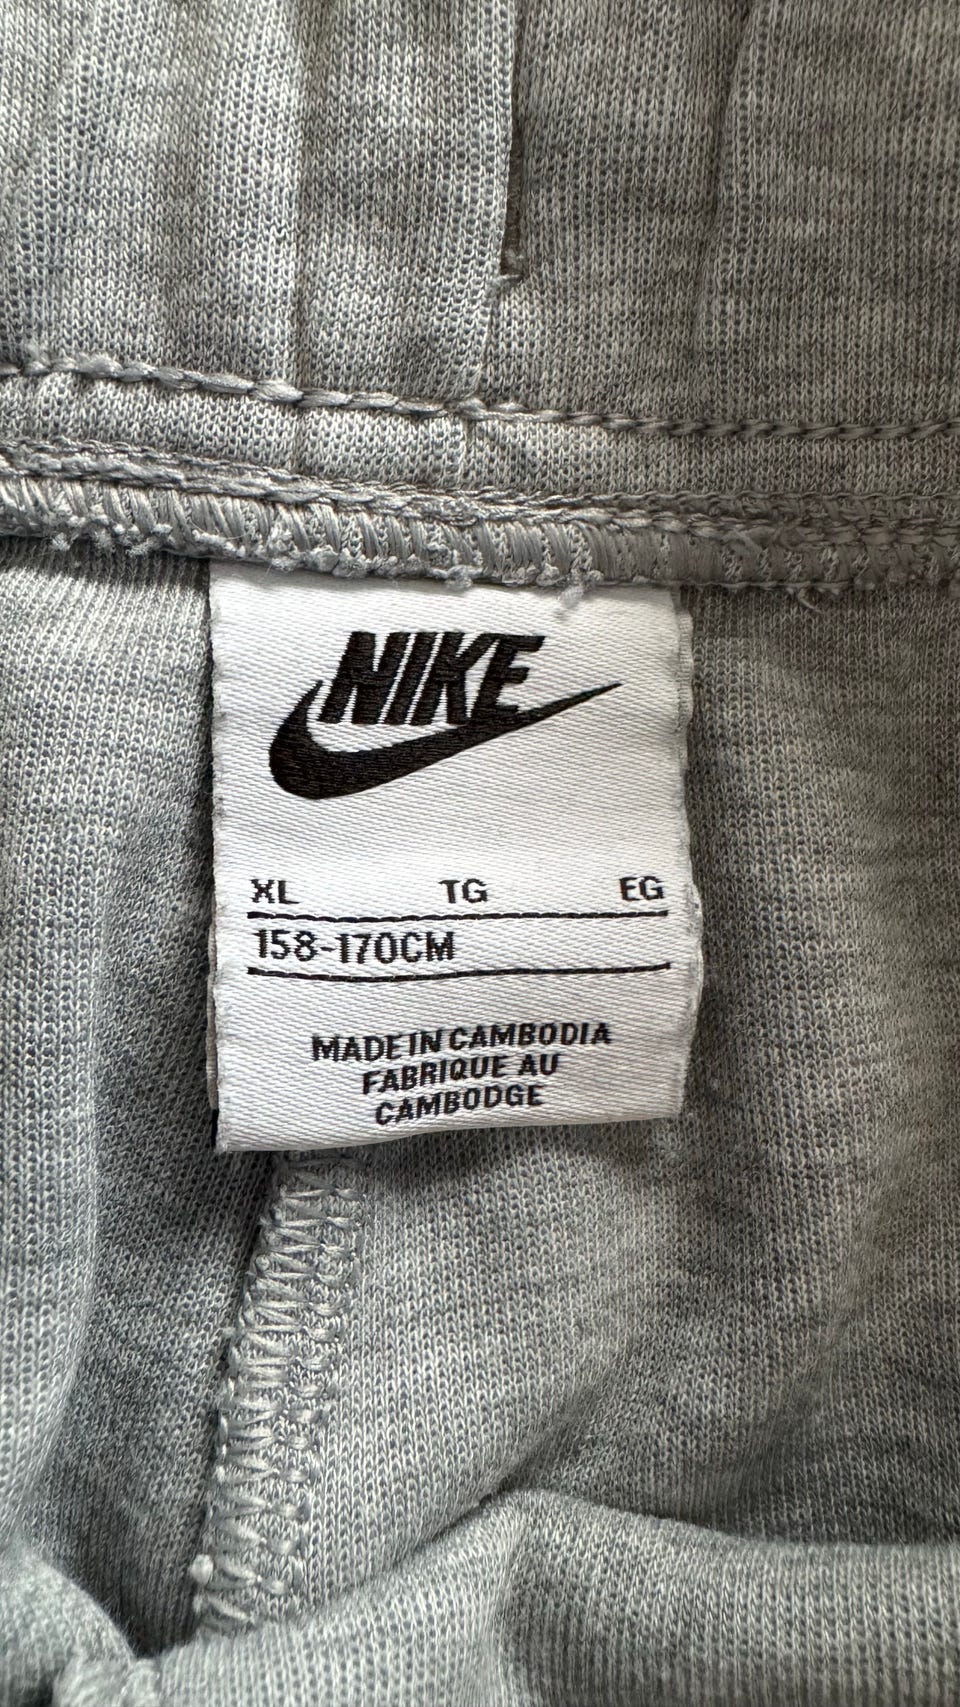 NIKE
XL TG EG
158-170CM
MADE IN CAMBODIA
FABRIQUE AU
CAMBODGE